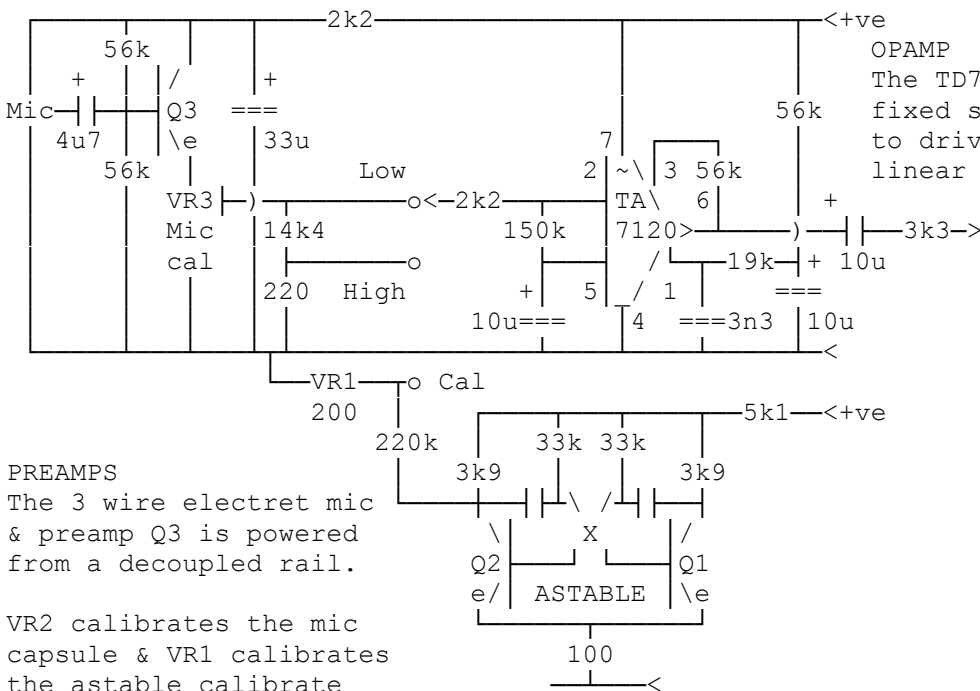 2k2 <+ve
56k OPAMP
+ / + The TD7
Mic Q3 === 56k fixed s
4u7 \e 33u 7 to driv
56k Low 2 ~\ 3 56k linear
VR3 ) o<-2k2 TA\ 6 +
Mic 14k4 150k 7120> ) 3k3->
cal o / 19k + 10u
220 High + 5 _/ 1 ===
10u=== 4 ===3n3 10u
<
VR1 o Cal
200 5k1 <+ve
220k 33k 33k
PREAMPS 3k9 3k9
The 3 wire electret mic \ /
& preamp Q3 is powered \ X /
from a decoupled rail. Q2 Q1
e/ ASTABLE \e
VR2 calibrates the mic
capsule & VR1 calibrates 100
the astable calibrate <